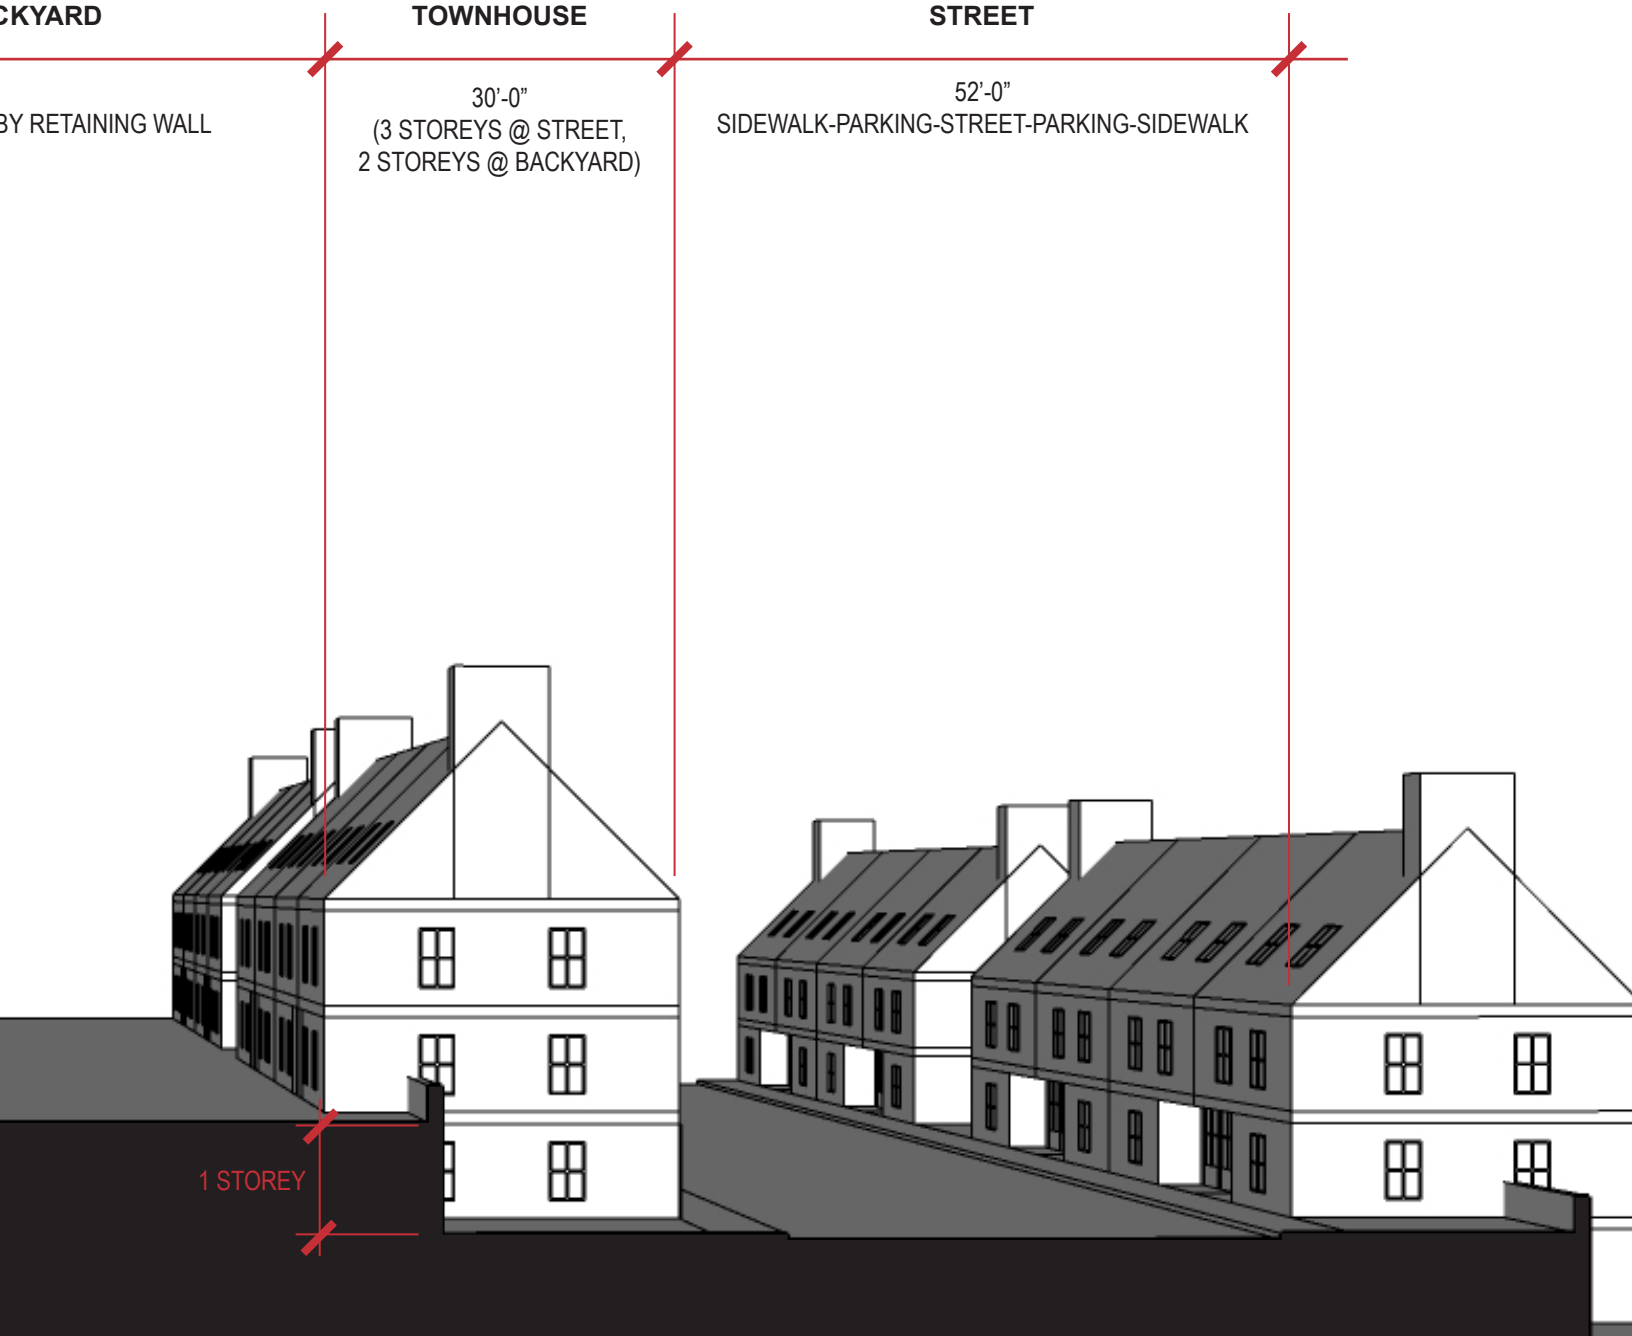 CKYARD
TOWNHOUSE
STREET
BY RETAINING WALL
30’-0”
(3 STOREYS @ STREET,
2 STOREYS @ BACKYARD)
52’-0”
SIDEWALK-PARKING-STREET-PARKING-SIDEWALK
1 STOREY